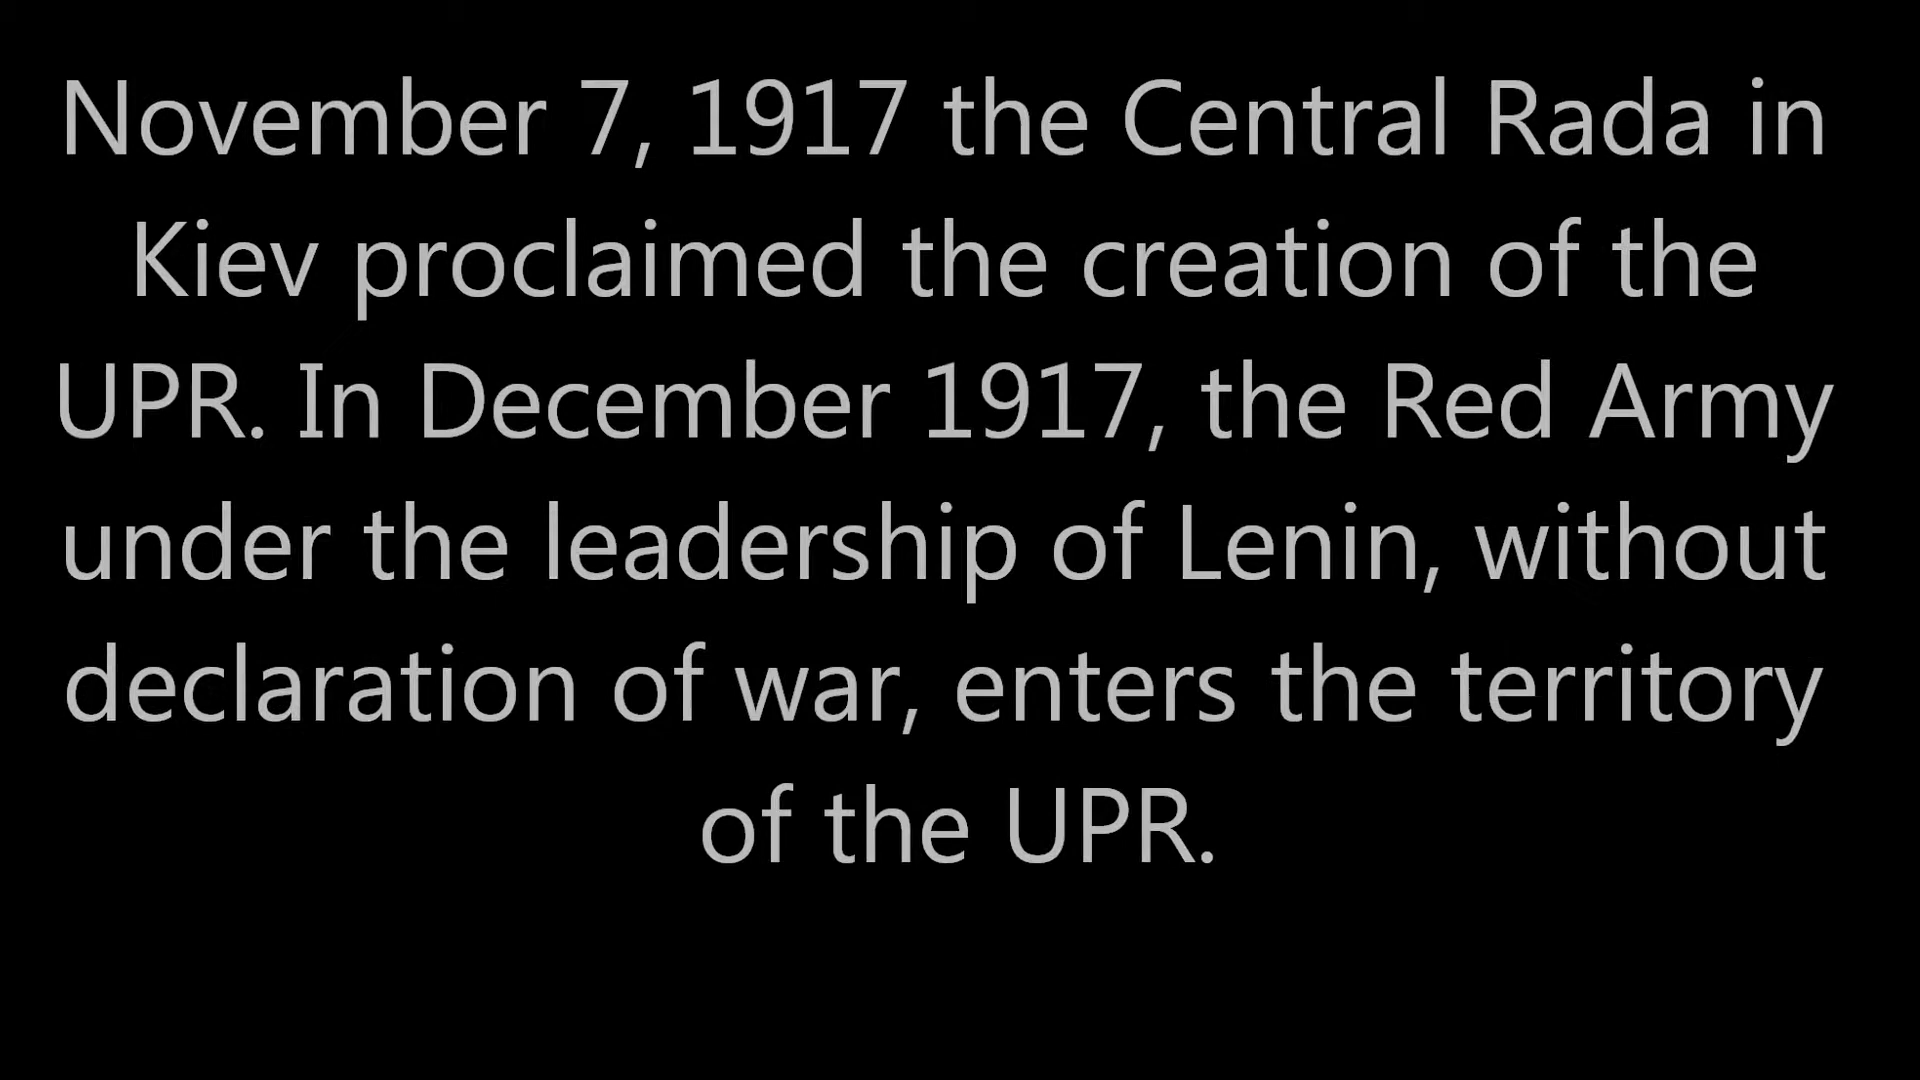 November 7, 1917 the Central Rada in
Kiev proclaimed the creation of the
UPR. In December 1917, the Red Army
under the leadership of Lenin, without
declaration of war, enters the territory
of the UPR.